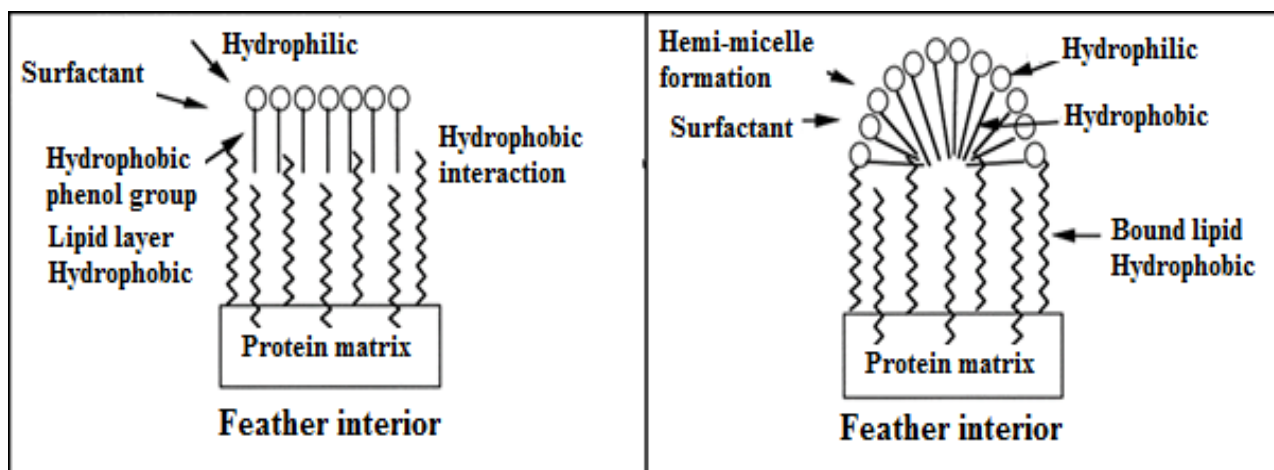 Hydrophilic
Surfactant
Hydrophobic
phenol group
Lipid layer
Hydrophobic
Hydrophobic
interaction
Protein matrix
Feather interior
Hemi-micelle
formation
Surfactant
Hydrophilic
Hydrophobic
Bound lipid
Hydrophobic
Protein matrix
Feather interior